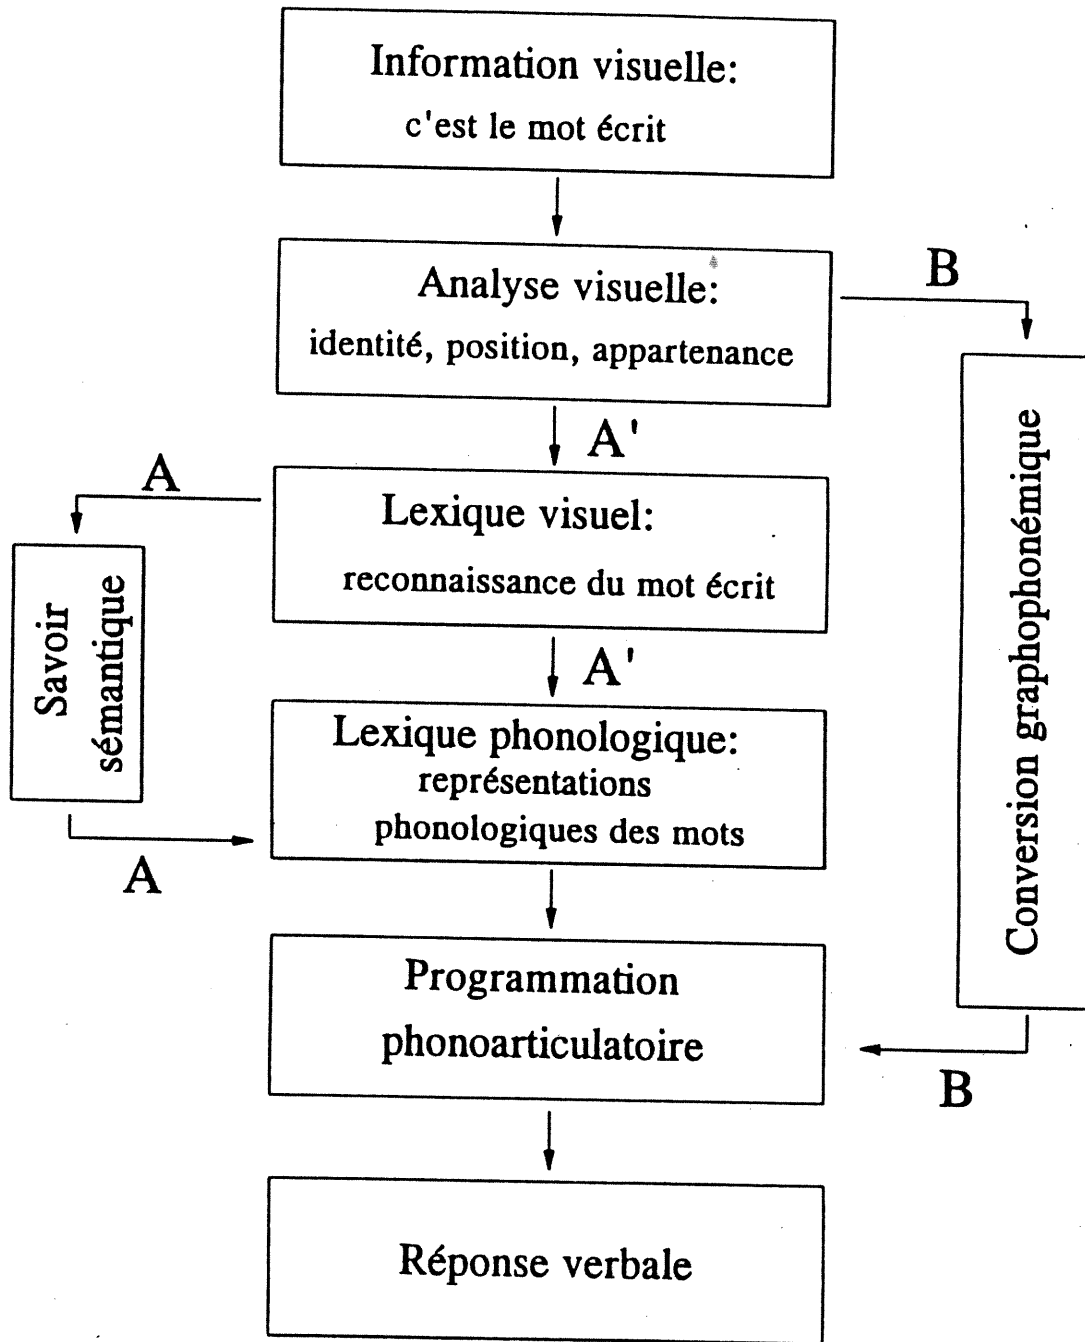 Information visuelle:
c'est le mot écrit
Analyse visuelle:
identité, position, appartenance
B
A'
A
Lexique visuel:
reconnaissance du mot écrit
Savoir
sémantique
A'
Lexique phonologique:
représentations
phonologiques des mots
A
Conversion graphophonémique
B
Programmation
phonoarticulatoire
Réponse verbale